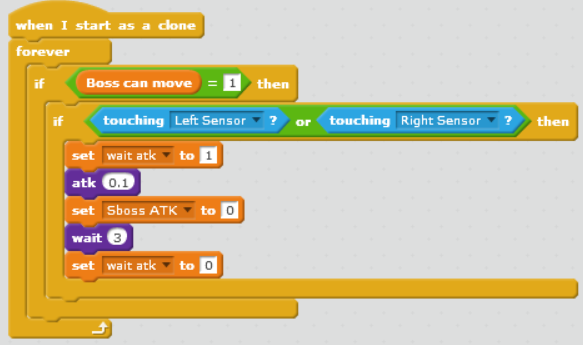 when I start as a clone
forever
if Boss can move = 1 then
if touching Left Sensor ? or touching Right Sensor ? then
set wait atk to 1
atk 0.1
set Sboss ATK to 0
wait 3
set wait atk to 0